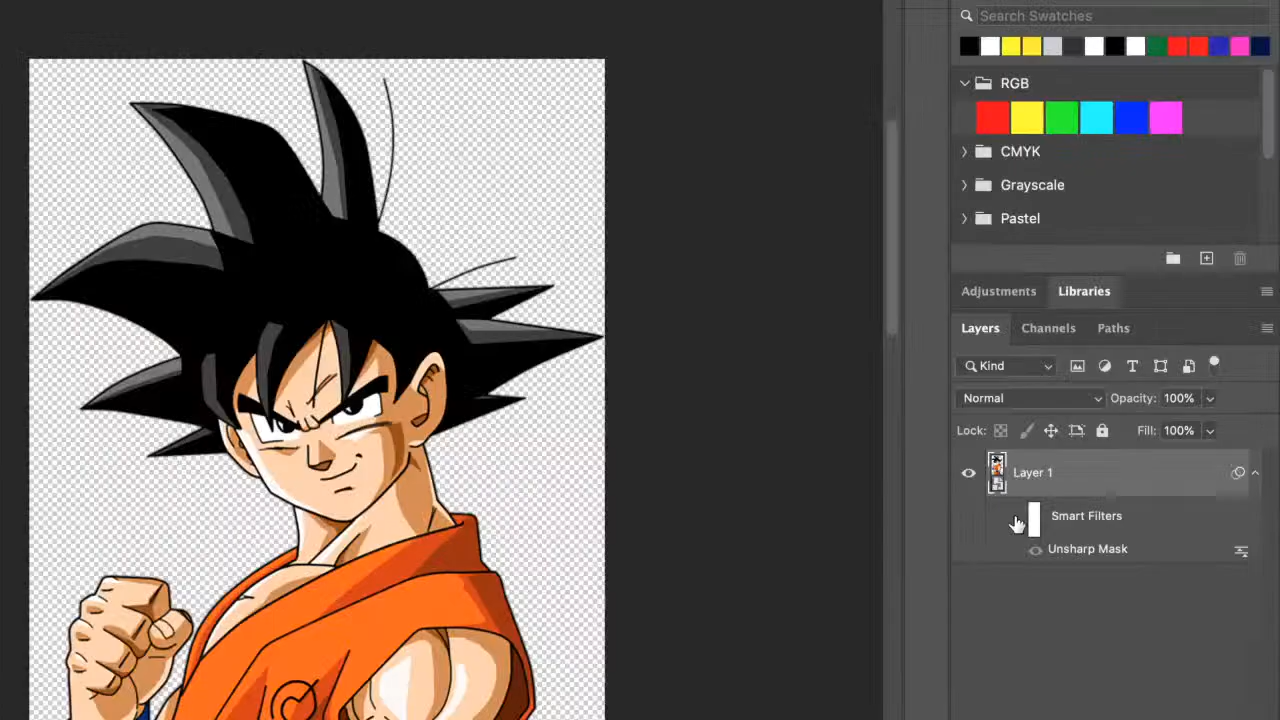 Search Swatches
RGB
CMYK
Grayscale
Pastel
Adjustments Libraries
Layers Channels Paths
Kind
Normal Opacity: 100%
Lock: Fill: 100%
Layer 1
Smart Filters
Unsharp Mask